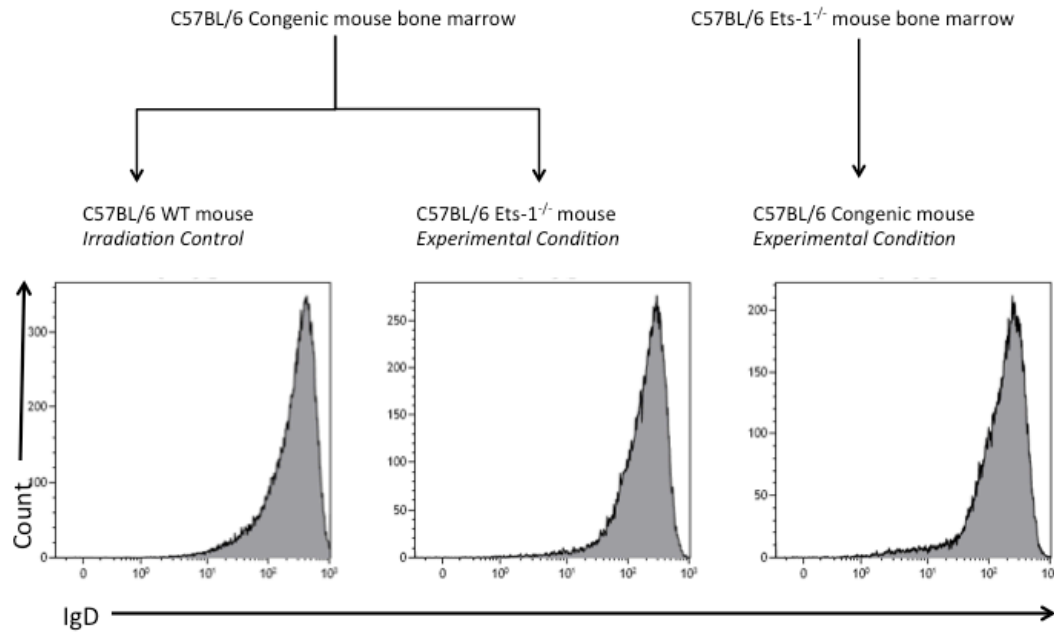 C57BL/6 Congenic mouse bone marrow
C57BL/6 Ets-1-/- mouse bone marrow
C57BL/6 WT mouse
Irradiation Control
C57BL/6 Ets-1-/- mouse
Experimental Condition
C57BL/6 Congenic mouse
Experimental Condition
Count
300
200
100
0
0 10⁰ 10¹ 10² 10³
250
200
150
100
50
0
0 10⁰ 10¹ 10² 10³
200
150
100
50
0
0 10⁰ 10¹ 10² 10³
IgD